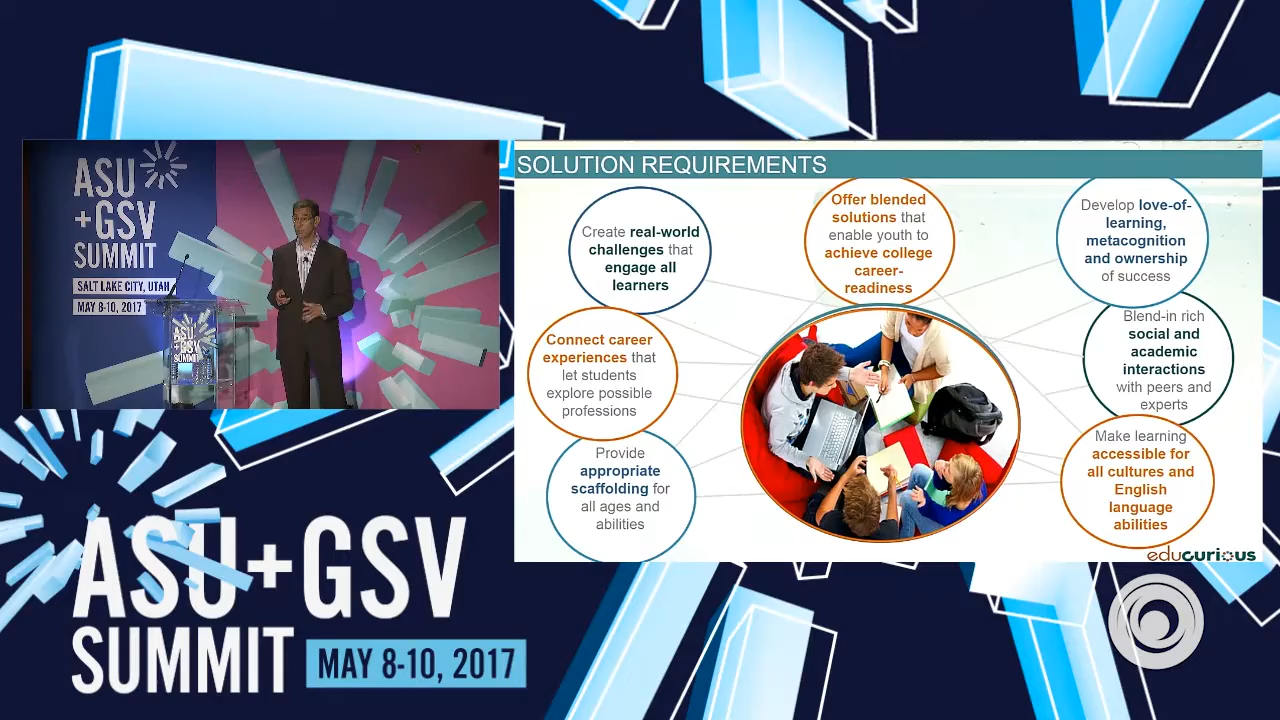 ASU
+GSV
SUMMIT
SALT LAKE CITY, UTAH
MAY 8-10, 2017
ASU
+GSV
SUMMIT
SOLUTION REQUIREMENTS
Create real-world
challenges that
engage all
learners
Offer blended
solutions that
enable youth to
achieve college
career-
readiness
Develop love-of-
learning,
metacognition
and ownership
of success
Connect career
experiences that
let students
explore possible
professions
Blend-in rich
social and
academic
interactions
with peers and
experts
Provide
appropriate
scaffolding for
all ages and
abilities
Make learning
accessible for
all cultures and
English
language
abilities
educurious
ASU+GSV
SUMMIT
MAY 8-10, 2017